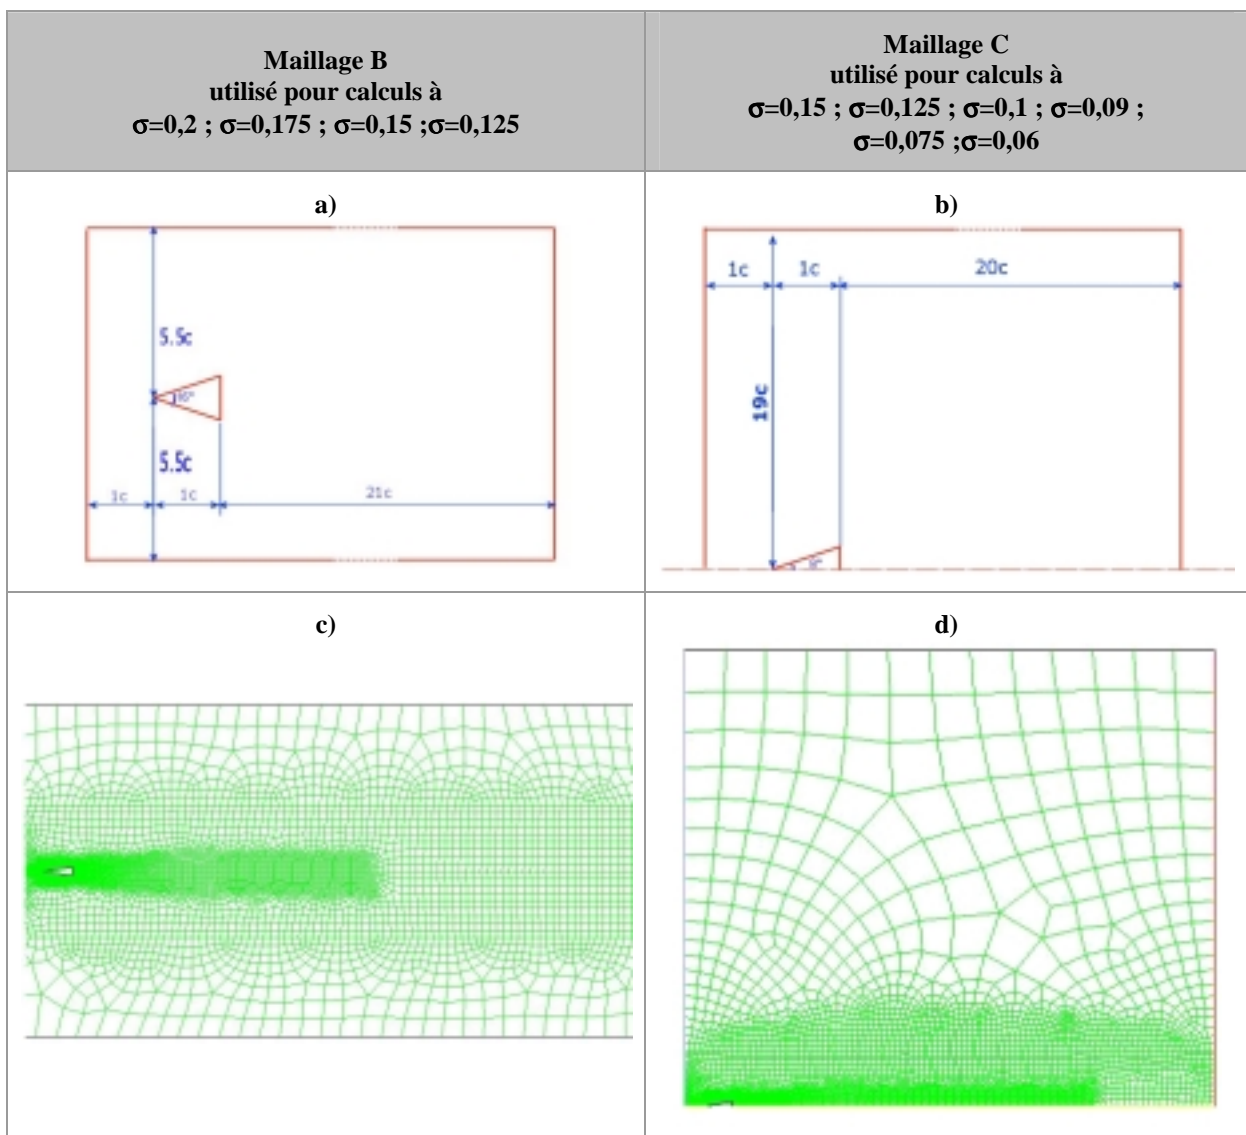 Maillage B
utilisé pour calculs à
σ=0,2 ; σ=0,175 ; σ=0,15 ;σ=0,125
Maillage C
utilisé pour calculs à
σ=0,15 ; σ=0,125 ; σ=0,1 ; σ=0,09 ;
σ=0,075 ;σ=0,06
a)
5.5c
5.5c
1c
1c
21c
b)
1c
1c
20c
19c
c)
d)